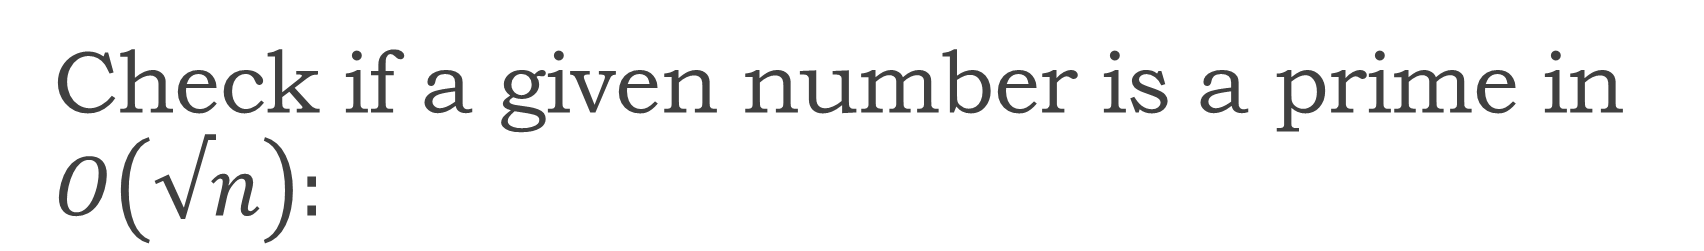 Check if a given number is a prime in
O(√n):